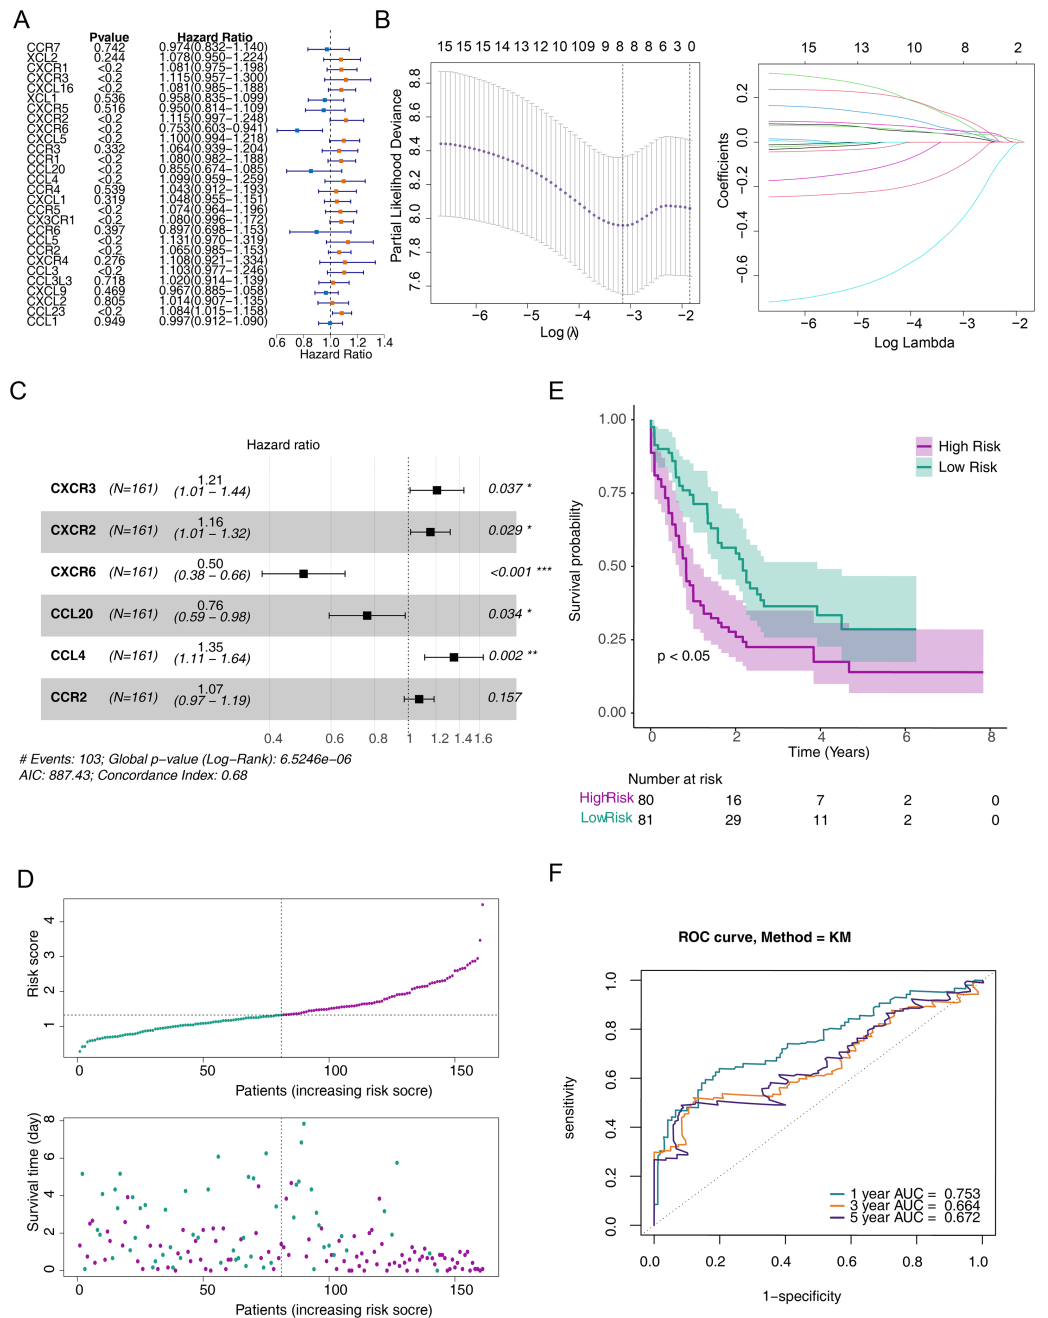 A
Pvalue Hazard Ratio
CCR7 0.742 0.974(0.832−1.140)
XCL2 0.244 1.078(0.950−1.224)
CXCR1 <0.2 1.081(0.975−1.198)
CXCR3 <0.2 1.115(0.957−1.300)
CXCL16 <0.2 1.081(0.985−1.188)
XCL1 0.536 0.958(0.835−1.099)
CXCR5 0.516 0.950(0.814−1.109)
CXCR2 <0.2 1.115(0.997−1.248)
CXCR6 <0.2 0.753(0.603−0.941)
CXCL5 <0.2 1.100(0.994−1.218)
CCR3 0.332 1.064(0.939−1.204)
CCR1 <0.2 1.080(0.982−1.188)
CCL20 <0.2 0.855(0.674−1.085)
CCL4 <0.2 1.099(0.959−1.259)
CCR4 0.539 1.043(0.912−1.193)
CXCL1 0.319 1.048(0.955−1.151)
CCR5 <0.2 1.074(0.964−1.196)
CX3CR1 <0.2 1.080(0.996−1.172)
CCR6 0.397 0.897(0.698−1.153)
CCL5 <0.2 1.131(0.970−1.319)
CCR2 <0.2 1.065(0.985−1.153)
CXCR4 0.276 1.108(0.921−1.334)
CCL3 <0.2 1.103(0.977−1.246)
CCL3L3 0.718 1.020(0.914−1.139)
CXCL9 0.469 0.967(0.885−1.058)
CXCL2 0.805 1.014(0.907−1.135)
CCL23 <0.2 1.084(1.015−1.158)
CCL1 0.949 0.997(0.912−1.090)
0.6 0.8 1.0 1.2 1.4
Hazard Ratio
B
15 15 15 14 13 12 10 109 9 8 8 8 6 3 0
Partial Likelihood Deviance
8.8
8.6
8.4
8.2
8.0
7.8
7.6
−6 −5 −4 −3 −2
Log(λ)
15 13 10 8 2
Coefficients
0.2
0.0
−0.2
−0.4
−0.6
−6 −5 −4 −3 −2
Log Lambda
C
Hazard ratio
CXCR3 (N=161) 1.21 (1.01 − 1.44) 0.037 *
CXCR2 (N=161) 1.16 (1.01 − 1.32) 0.029 *
CXCR6 (N=161) 0.50 (0.38 − 0.66) <0.001 ***
CCL20 (N=161) 0.76 (0.59 − 0.98) 0.034 *
CCL4 (N=161) 1.35 (1.11 − 1.64) 0.002 **
CCR2 (N=161) 1.07 (0.97 − 1.19) 0.157
0.4 0.6 0.8 1 1.2 1.4 1.6
# Events: 103; Global p−value (Log−Rank): 6.5246e−06
AIC: 887.43; Concordance Index: 0.68
E
Survival probability
1.00
0.75
0.50
0.25
0.00
High Risk
Low Risk
p < 0.05
0 2 4 6 8
Time (Years)
Number at risk
HighRisk 80 16 7 2 0
LowRisk 81 29 11 2 0
D
Risk score
4
3
2
1
0 50 100 150
Patients (increasing risk socre)
Survival time (day)
8
6
4
2
0
0 50 100 150
Patients (increasing risk socre)
F
ROC curve, Method = KM
sensitivity
1.0
0.8
0.6
0.4
0.2
0.0
1 year AUC = 0.753
3 year AUC = 0.664
5 year AUC = 0.672
0.0 0.2 0.4 0.6 0.8 1.0
1−specificity